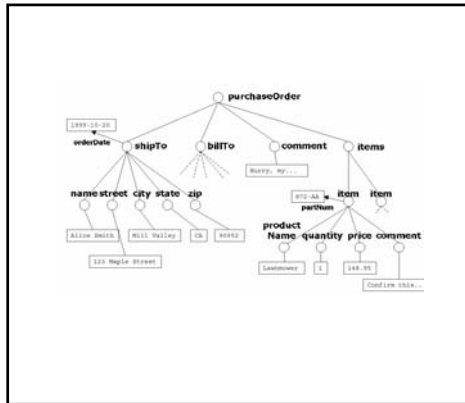 purchaseOrder
1999-10-20
orderDate
shipTo
billTo
comment
items
Hurry, my...
name street city state zip
872-AA
partNum
item
item
Alice Smith
Mill Valley
CA
90952
123 Maple Street
product
Name quantity price comment
Lawnmower
1
148.95
Confirm this..